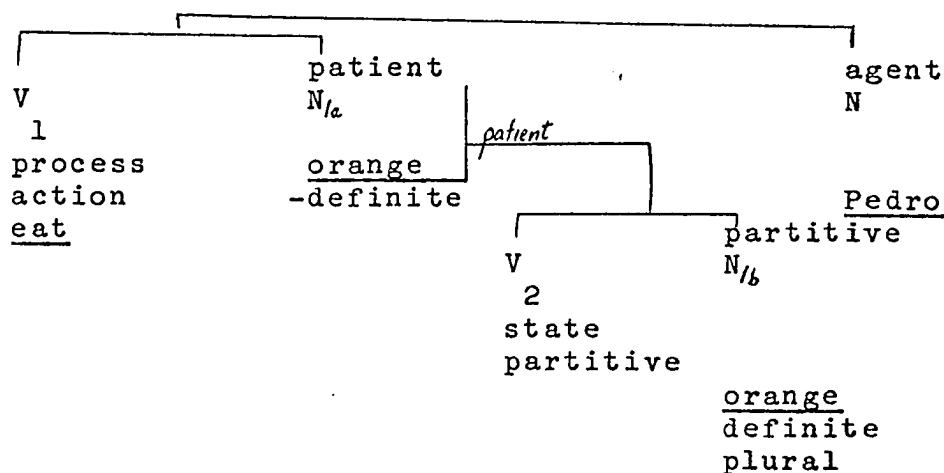 patient agent
V N/a N
1 patient
process orange
action -definite Pedro
eat partitive
V N/b
2
state
partitive
orange
definite
plural